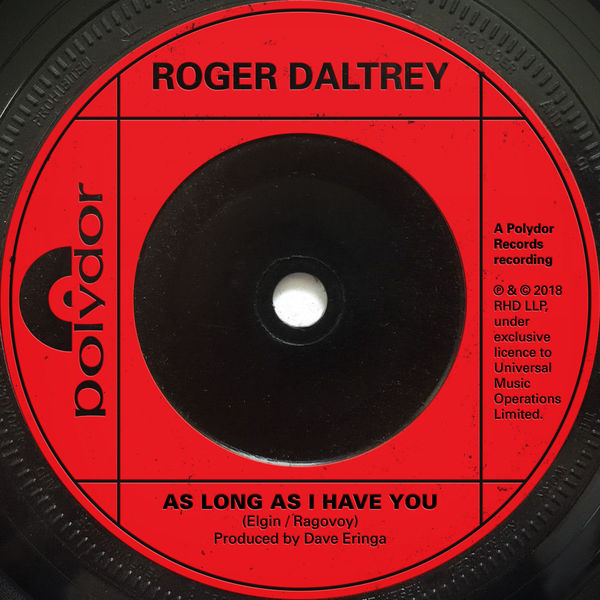 ROGER DALTREY
polydor
A Polydor
Records
recording
℗ & © 2018
RHD LLP,
under
exclusive
licence to
Universal
Music
Operations
Limited.
AS LONG AS I HAVE YOU
(Elgin / Ragovoy)
Produced by Dave Eringa